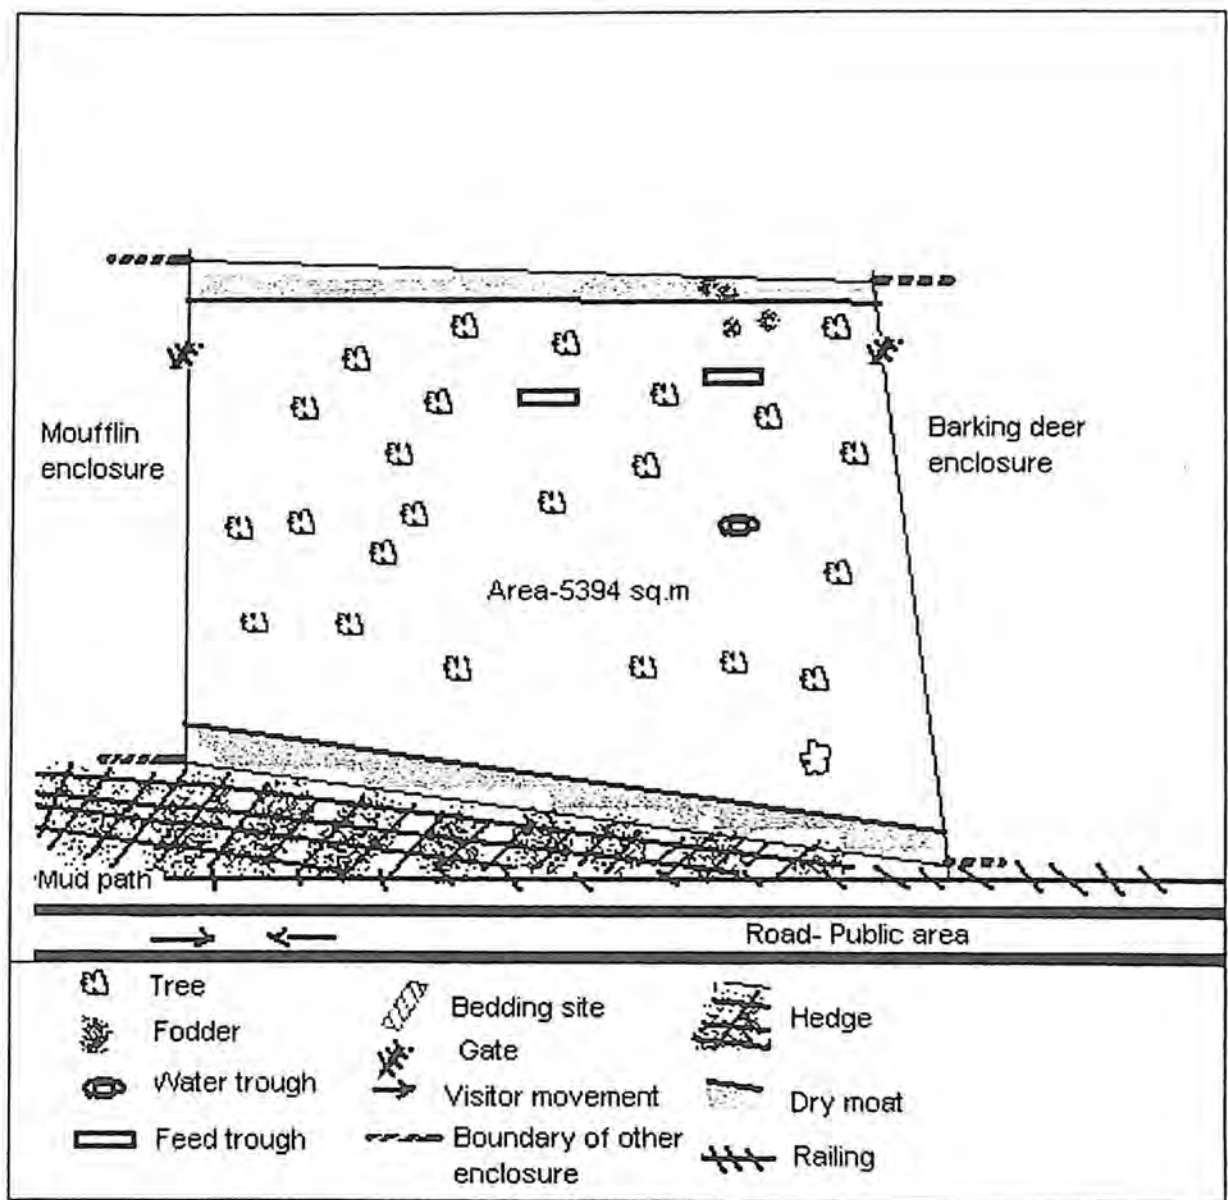 Moufflin
enclosure
Barking deer
enclosure
Area-5394 sq.m
Mud path
Road- Public area
Tree
Fodder
Water trough
Feed trough
Bedding site
Gate
Visitor movement
Boundary of other
enclosure
Hedge
Dry moat
Railing